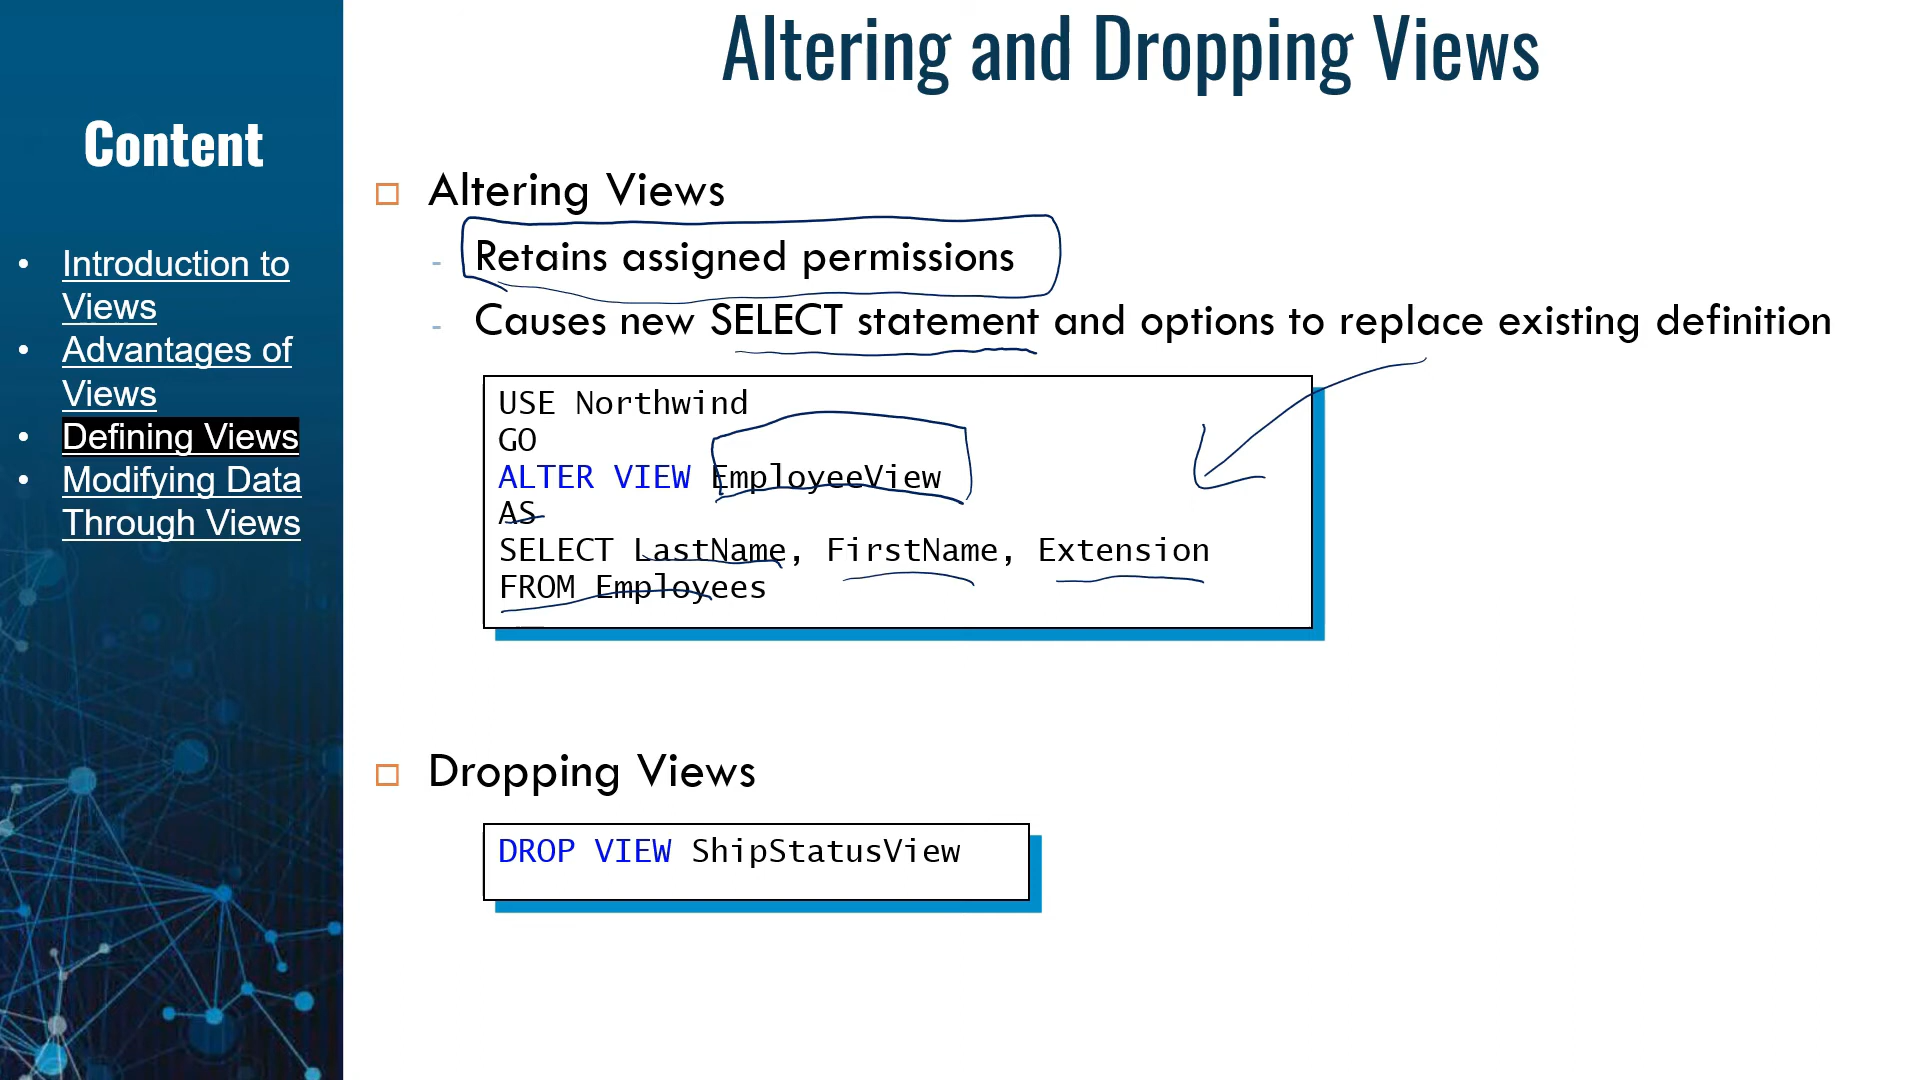 Altering and Dropping Views
Content
• Introduction to
Views
• Advantages of
Views
• Defining Views
• Modifying Data
Through Views
Altering Views
- Retains assigned permissions
- Causes new SELECT statement and options to replace existing definition
USE Northwind
GO
ALTER VIEW EmployeeView
AS
SELECT LastName, FirstName, Extension
FROM Employees
Dropping Views
DROP VIEW ShipStatusView